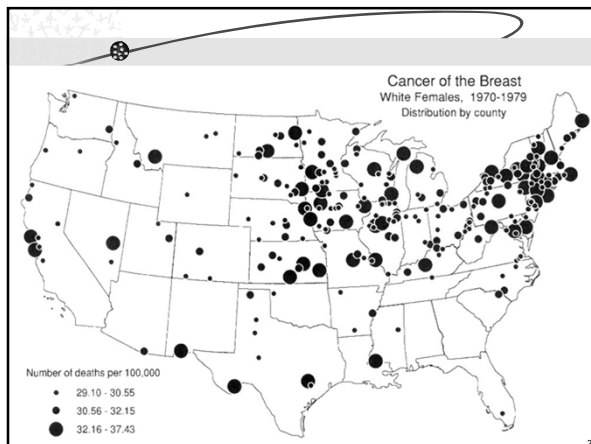 Cancer of the Breast
White Females, 1970-1979
Distribution by county
Number of deaths per 100,000
29.10 - 30.55
30.56 - 32.15
32.16 - 37.43